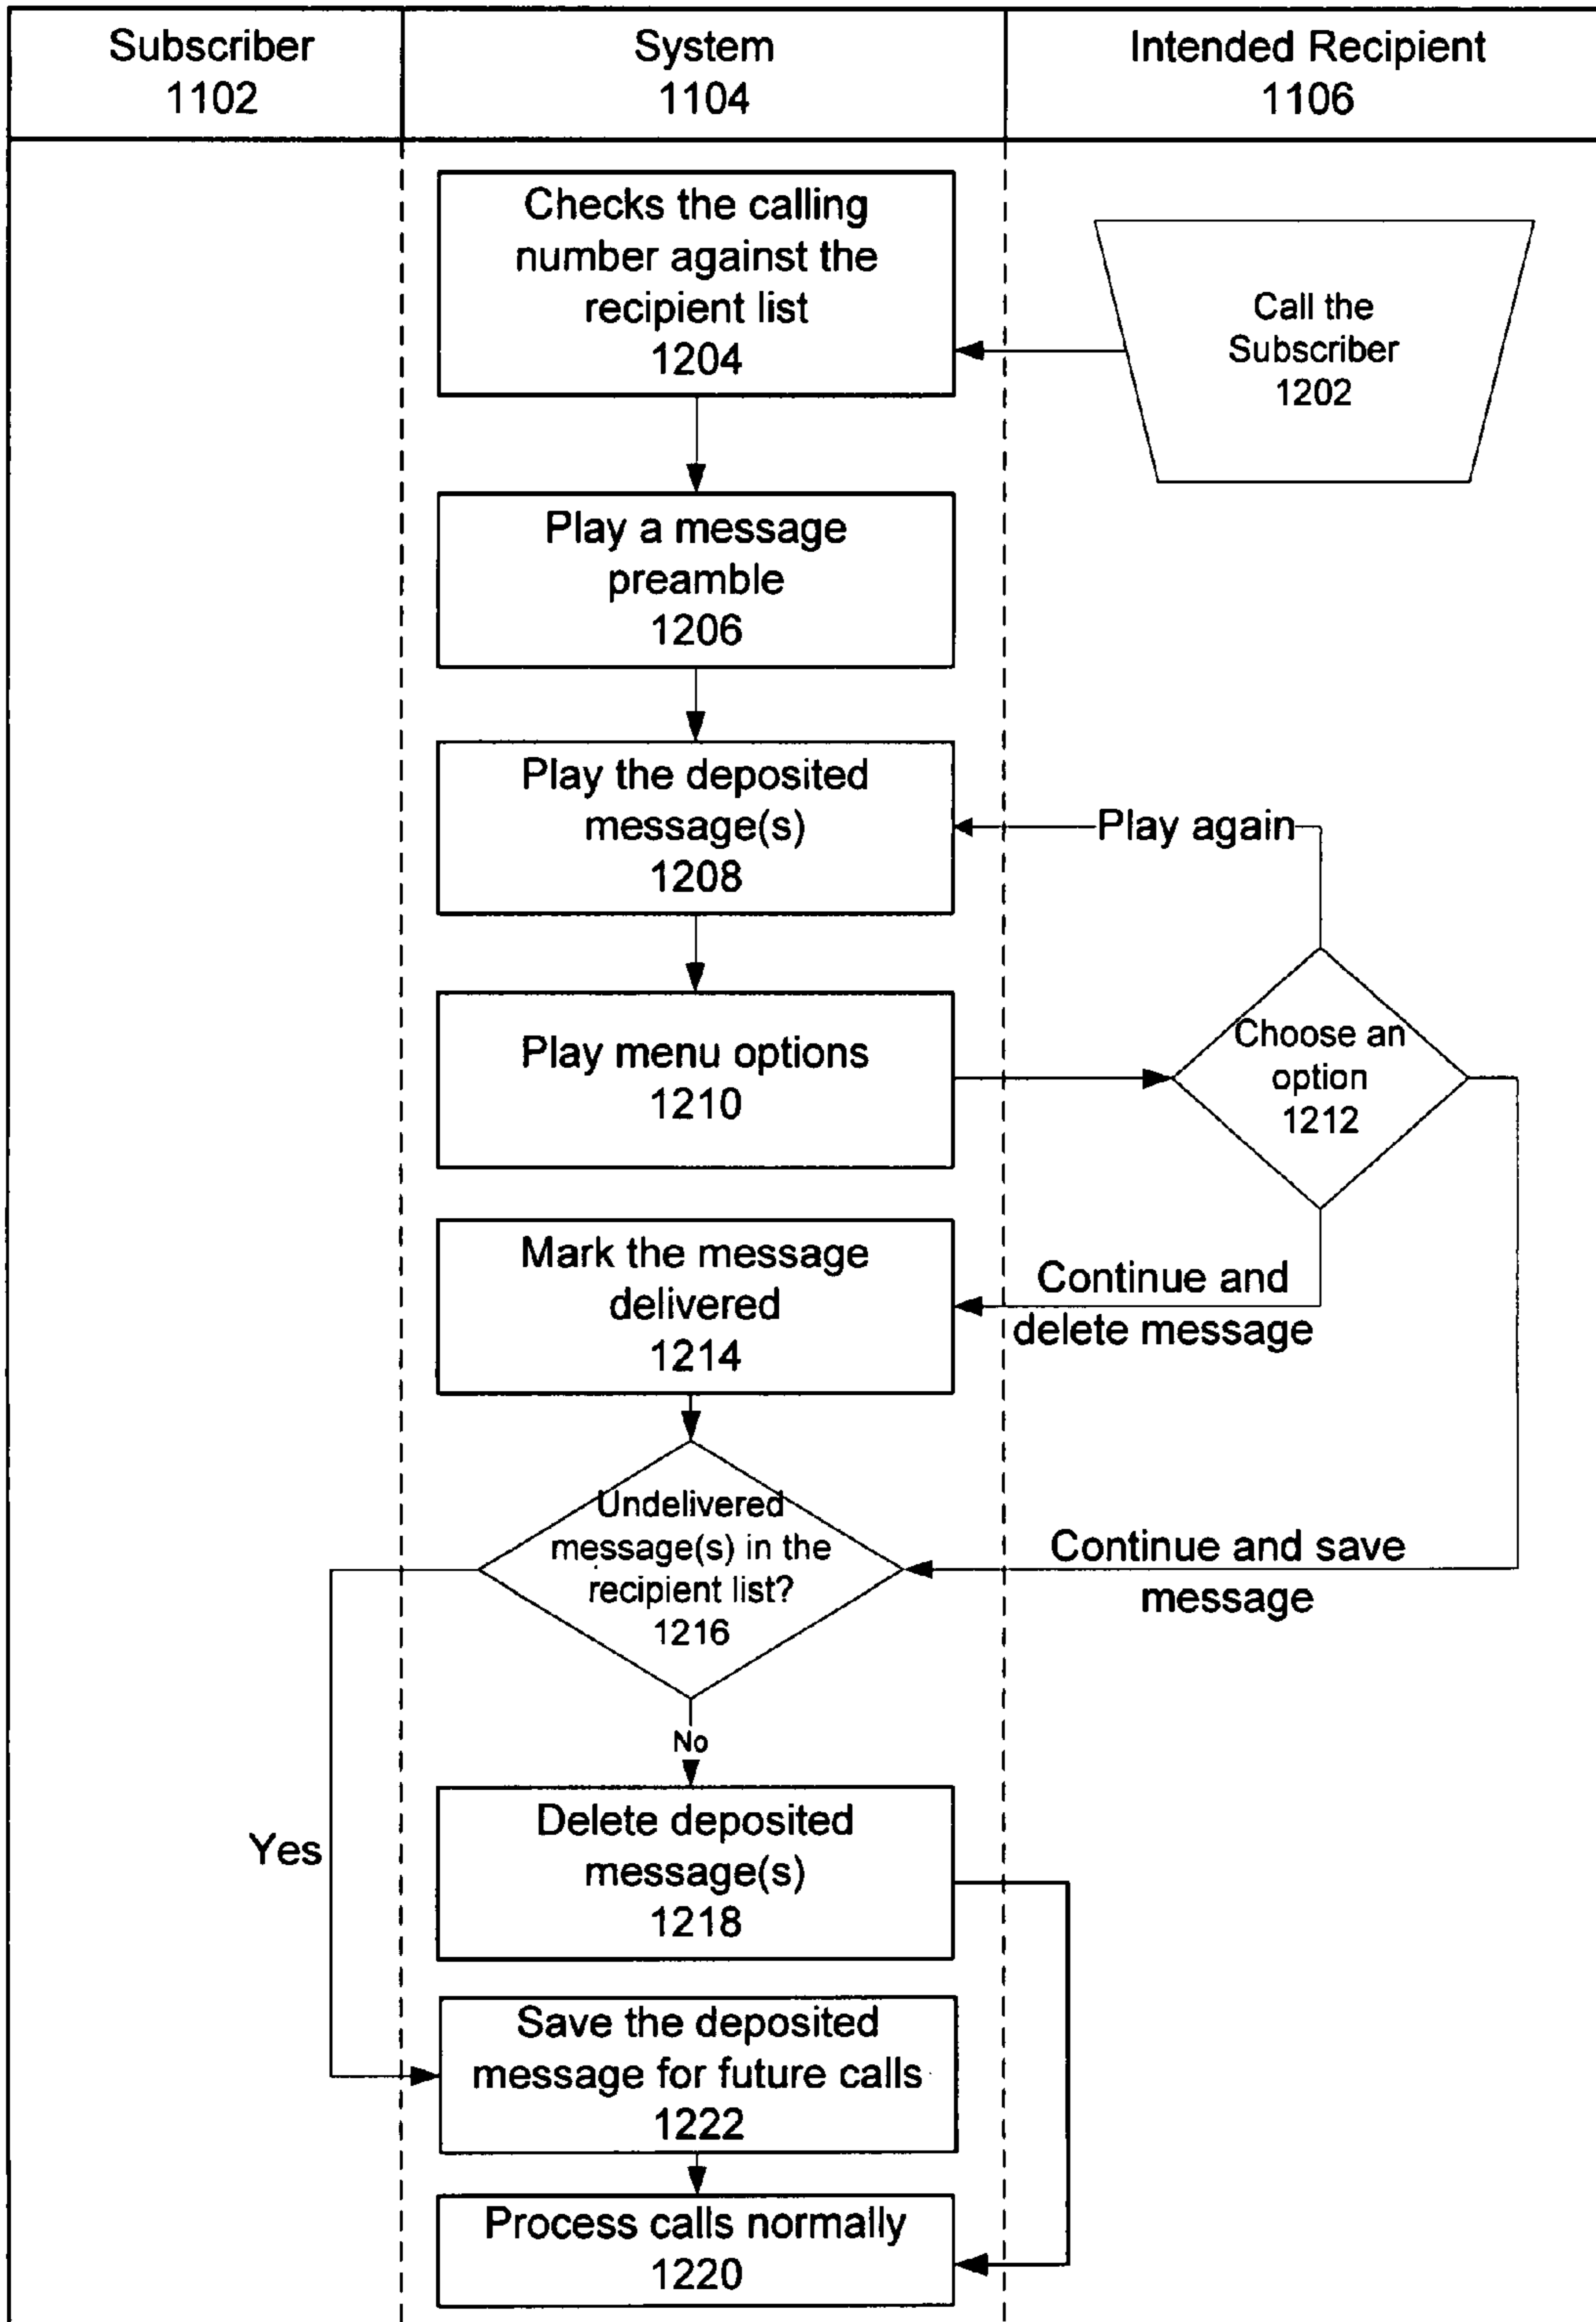 Subscriber
1102
System
1104
Intended Recipient
1106
Checks the calling
number against the
recipient list
1204
Call the
Subscriber
1202
Play a message
preamble
1206
Play the deposited
message(s)
1208
Play again
Play menu options
1210
Choose an
option
1212
Mark the message
delivered
1214
Continue and
delete message
Undelivered
message(s) in the
recipient list?
1216
Continue and save
message
No
Yes
Delete deposited
message(s)
1218
Save the deposited
message for future calls
1222
Process calls normally
1220